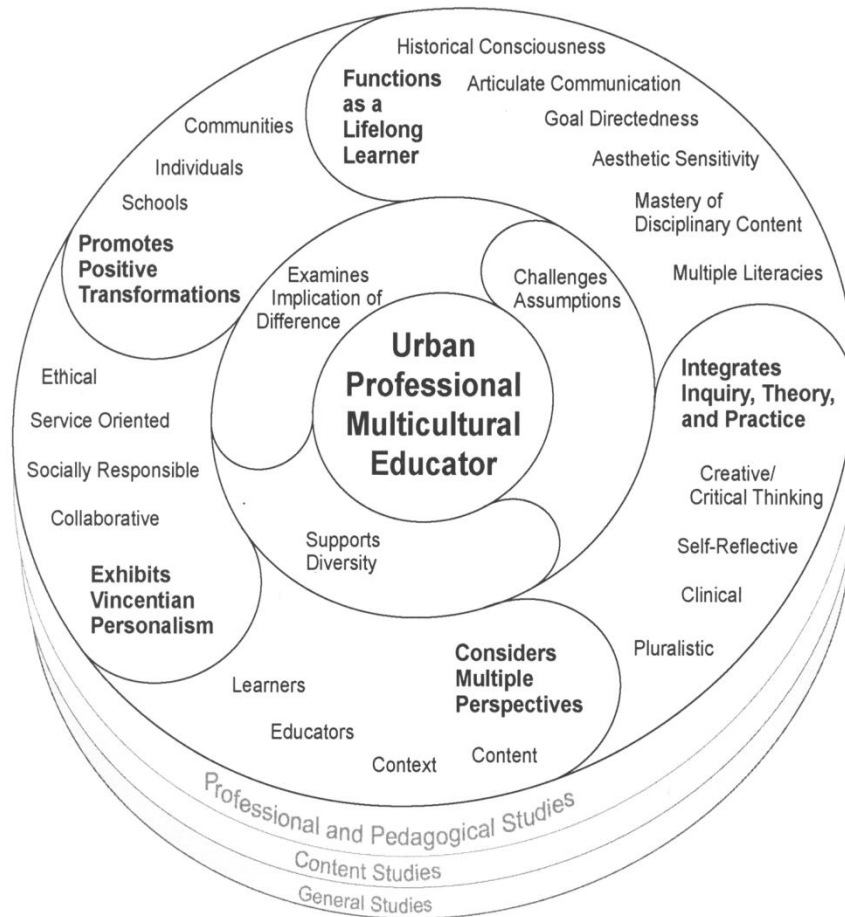 Historical Consciousness
Functions
as a
Lifelong
Learner
Articulate Communication
Goal Directedness
Aesthetic Sensitivity
Mastery of
Disciplinary Content
Multiple Literacies
Integrates
Inquiry, Theory,
and Practice
Creative/
Critical Thinking
Self-Reflective
Clinical
Pluralistic
Considers
Multiple
Perspectives
Content
Context
Educators
Learners
Exhibits
Vincentian
Personalism
Collaborative
Socially Responsible
Service Oriented
Ethical
Promotes
Positive
Transformations
Schools
Individuals
Communities
Examines
Implication of
Difference
Challenges
Assumptions
Supports
Diversity
Urban
Professional
Multicultural
Educator
Professional and Pedagogical Studies
Content Studies
General Studies